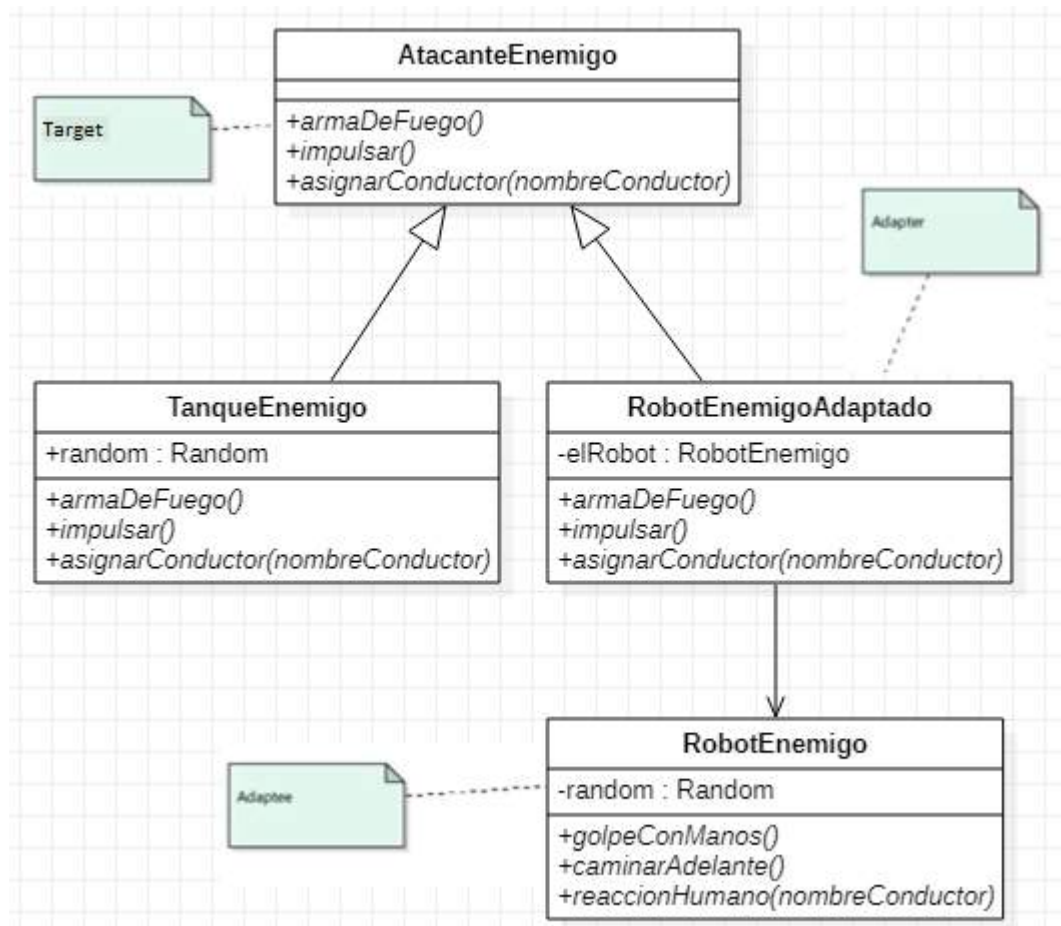 AtacanteEnemigo
Target
+armaDeFuego()
+impulsar()
+asignarConductor(nombreConductor)
Adapter
TanqueEnemigo
+random : Random
+armaDeFuego()
+impulsar()
+asignarConductor(nombreConductor)
RobotEnemigoAdaptado
-elRobot : RobotEnemigo
+armaDeFuego()
+impulsar()
+asignarConductor(nombreConductor)
RobotEnemigo
Adaptee
-random : Random
+golpeConManos()
+caminarAdelante()
+reaccionHumano(nombreConductor)